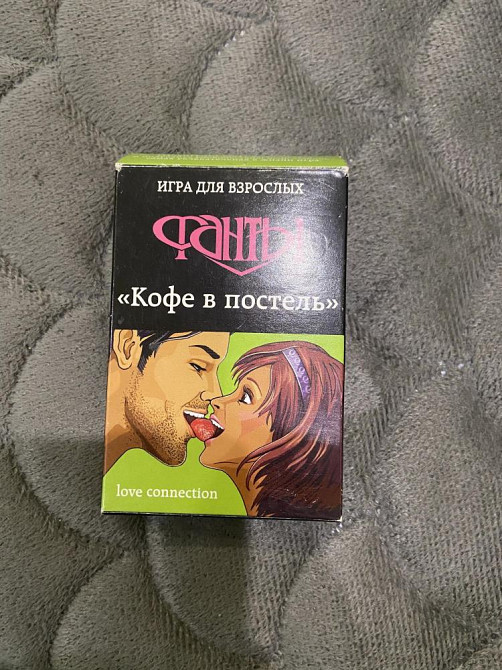 ИГРА ДЛЯ ВЗРОСЛЫХ
ФАНТЫ
«Кофе в постель»
love connection